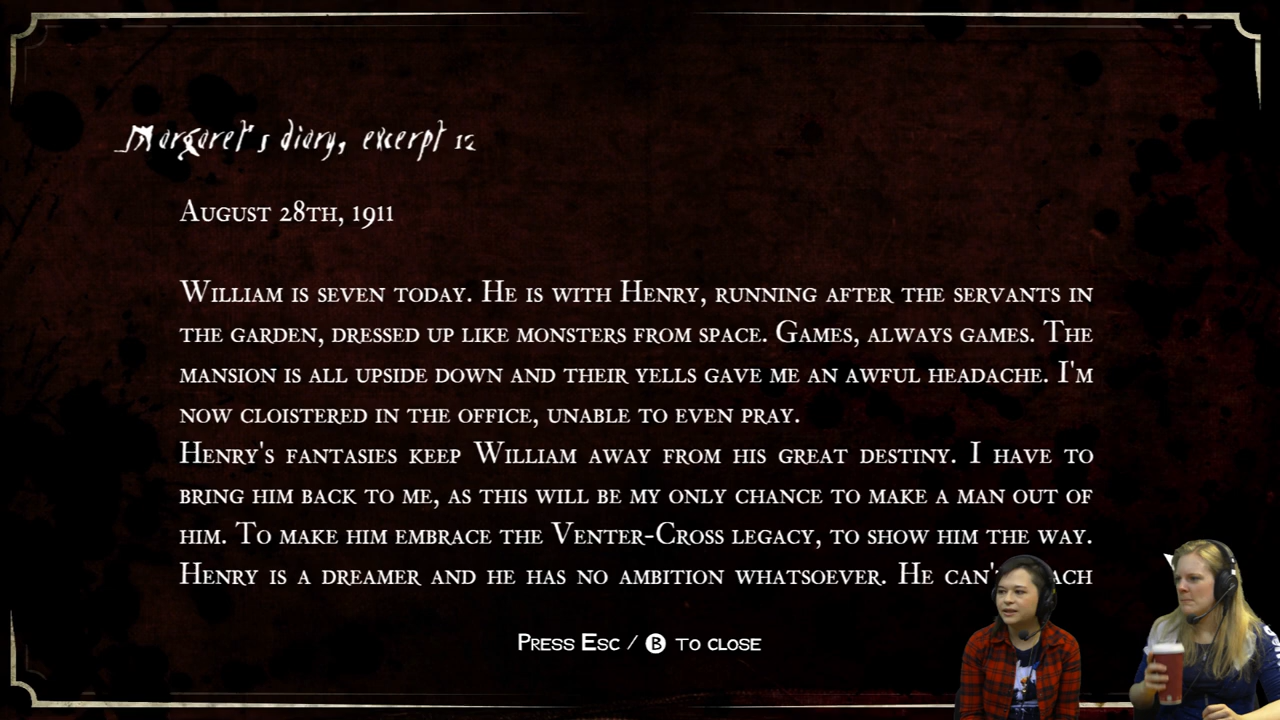 Margaret's diary, excerpt 12
August 28th, 1911
William is seven today. He is with Henry, running after the servants in
the garden, dressed up like monsters from space. Games, always games. The
mansion is all upside down and their yells gave me an awful headache. I'm
now cloistered in the office, unable to even pray.
Henry's fantasies keep William away from his great destiny. I have to
bring him back to me, as this will be my only chance to make a man out of
him. To make him embrace the Venter-Cross legacy, to show him the way.
Henry is a dreamer and he has no ambition whatsoever. He
Press Esc / B to close